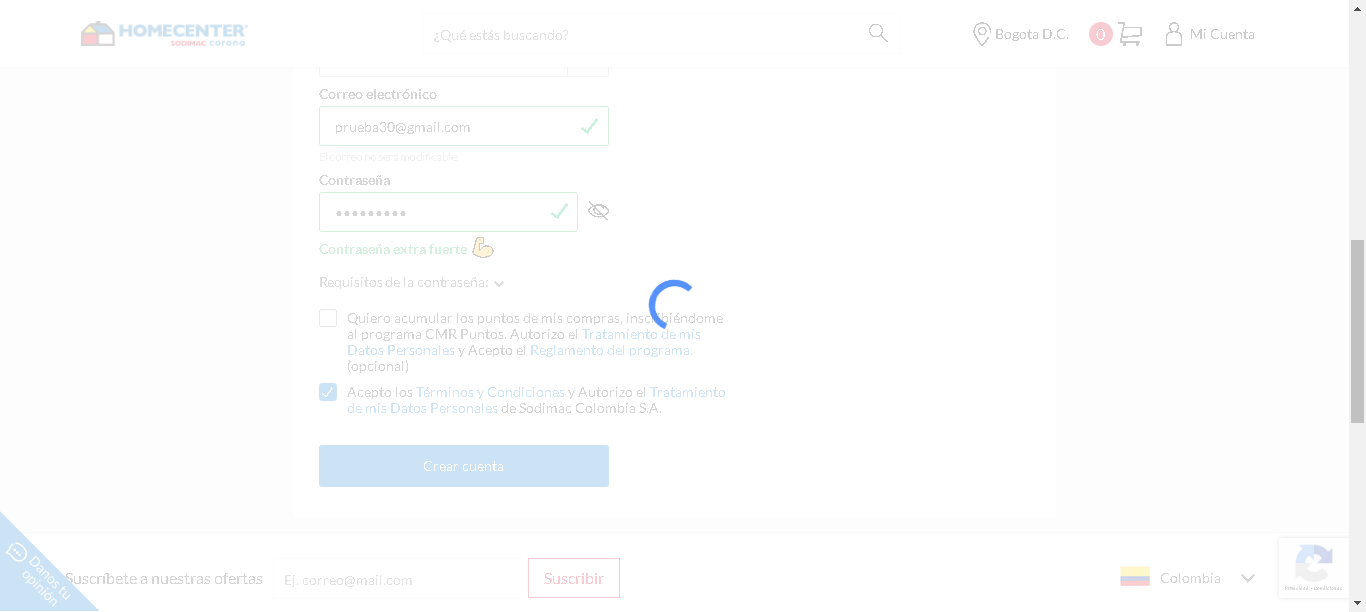 HOMECENTER
SODIMAC corona
¿Qué estás buscando?
Bogota D.C.
0
Mi Cuenta
Correo electrónico
prueba30@gmail.com
El correo no será modificable.
Contraseña
Contraseña extra fuerte
Requisitos de la contraseña:
Quiero acumular los puntos de mis compras, inscribiéndome
al programa CMR Puntos. Autorizo el Tratamiento de mis
Datos Personales y Acepto el Reglamento del programa.
(opcional)
Acepto los Términos y Condiciones y Autorizo el Tratamiento
de mis Datos Personales de Sodimac Colombia S.A.
Crear cuenta
Danos tu
opinión
Suscríbete a nuestras ofertas
Ej. correo@mail.com
Suscribir
Colombia
Privacidad - Condiciones